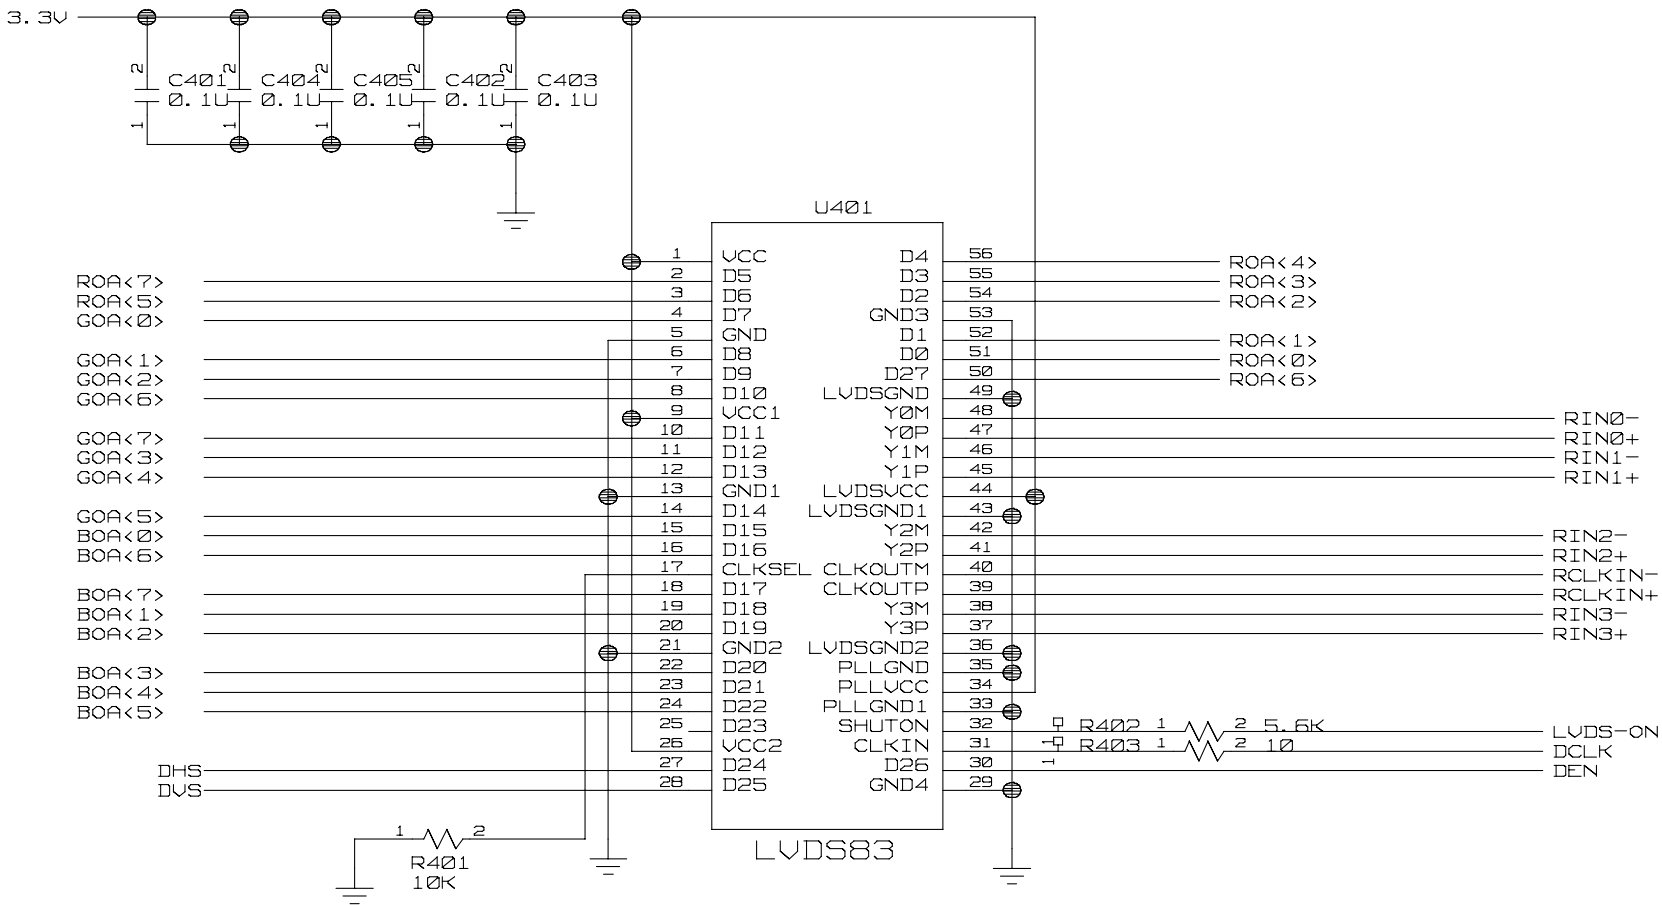 3.3V
2 2 2 2 2
C401 C404 C405 C402 C403
0.1U 0.1U 0.1U 0.1U 0.1U
1 1 1 1 1
U401
1 VCC D4 56 ROA<4>
ROA<7> 2 D5 D3 55 ROA<3>
ROA<5> 3 D6 D2 54 ROA<2>
GOA<0> 4 D7 GND3 53
5 GND D1 52 ROA<1>
GOA<1> 6 D8 D0 51 ROA<0>
GOA<2> 7 D9 D27 50 ROA<6>
GOA<6> 8 D10 LVDSGND 49
9 VCC1 Y0M 48 RIN0-
GOA<7> 10 D11 Y0P 47 RIN0+
GOA<3> 11 D12 Y1M 46 RIN1-
GOA<4> 12 D13 Y1P 45 RIN1+
13 GND1 LVDSVCC 44
GOA<5> 14 D14 LVDSGND1 43
BOA<0> 15 D15 Y2M 42 RIN2-
BOA<6> 16 D16 Y2P 41 RIN2+
17 CLKSEL CLKOUTM 40 RCLKIN-
BOA<7> 18 D17 CLKOUTP 39 RCLKIN+
BOA<1> 19 D18 Y3M 38 RIN3-
BOA<2> 20 D19 Y3P 37 RIN3+
21 GND2 LVDSGND2 36
BOA<3> 22 D20 PLLGND 35
BOA<4> 23 D21 PLLVCC 34
BOA<5> 24 D22 PLLGND1 33
25 D23 SHUTON 32 R402 1 2 5.6K LVDS-ON
26 VCC2 CLKIN 31 1 R403 1 2 10 DCLK
DHS 27 D24 D26 30 1 DEN
DVS 28 D25 GND4 29
1 2
R401
10K
LVDS83